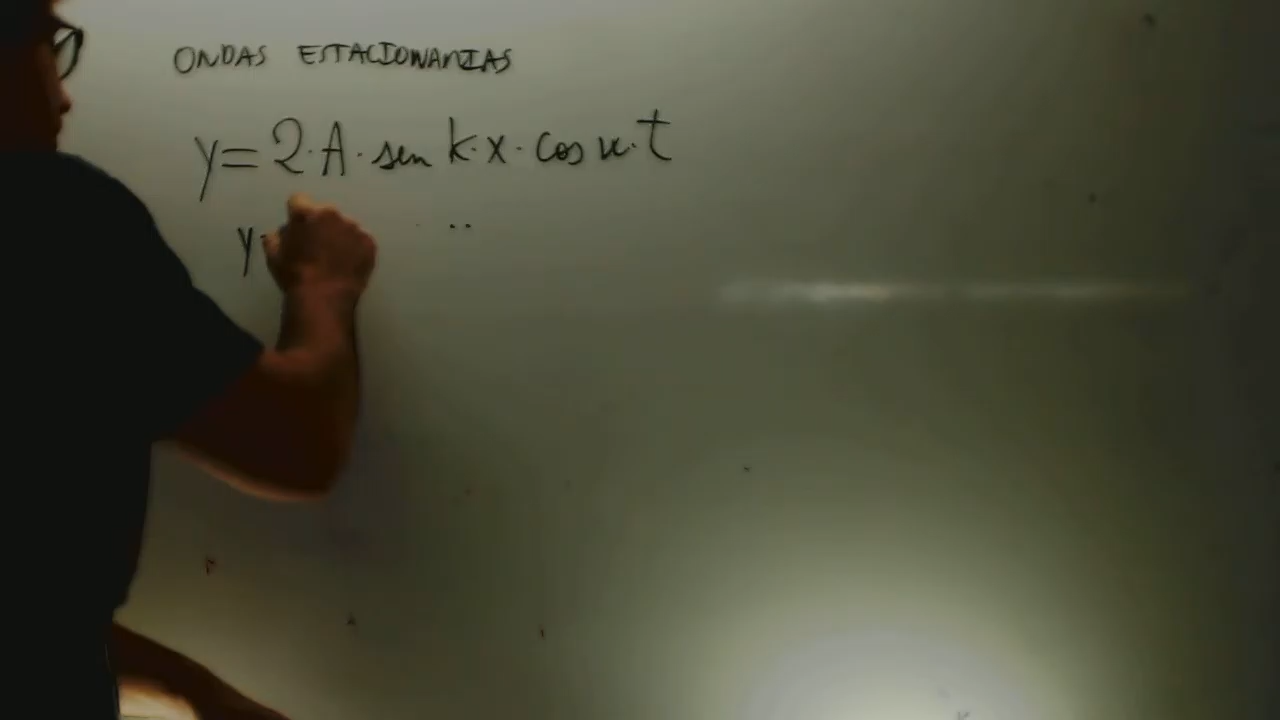 ONDAS ESTACIONARIAS
y = 2·A·sen k·x·cos w·t
y